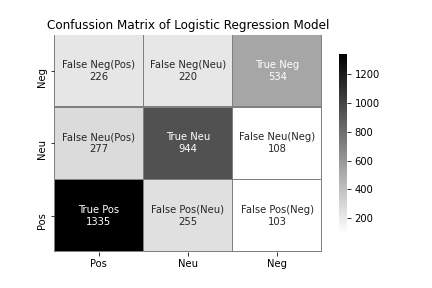 Confussion Matrix of Logistic Regression Model
Neg
False Neg(Pos)
226
False Neg(Neu)
220
True Neg
534
Neu
False Neu(Pos)
277
True Neu
944
False Neu(Neg)
108
Pos
True Pos
1335
False Pos(Neu)
255
False Pos(Neg)
103
Pos
Neu
Neg
1200
1000
800
600
400
200